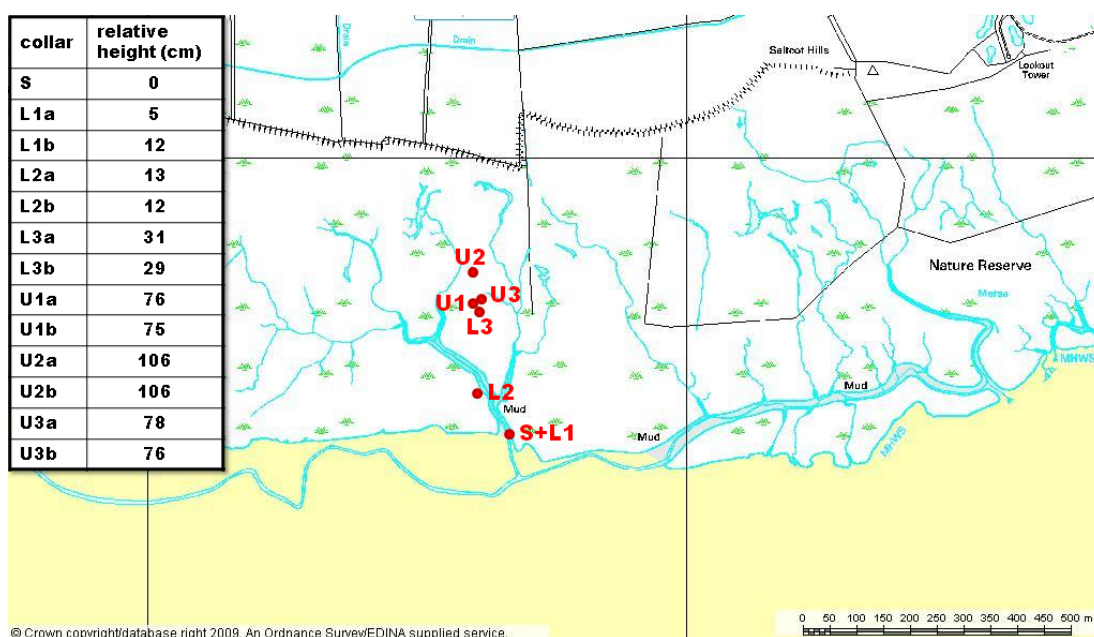 collar relative height (cm)
S 0
L1a 5
L1b 12
L2a 13
L2b 12
L3a 31
L3b 29
U1a 76
U1b 75
U2a 106
U2b 106
U3a 78
U3b 76
Drain
Drain
Saltcot Hills
Lookout
Tower
Nature Reserve
Merse
MHWS
U2
U1 U3
L3
L2
Mud
S+L1
Mud
Mud
MHWS
0 50 100 150 200 250 300 350 400 450 500 m
© Crown copyright/database right 2009. An Ordnance Survey/EDINA supplied service.